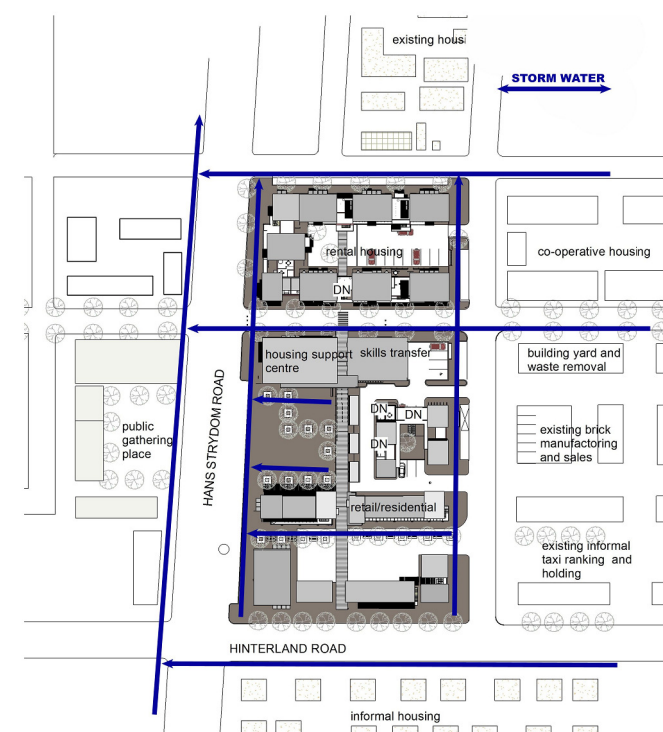 existing housi
STORM WATER
rental housing
co-operative housing
DN
housing support
centre
skills transfer
building yard and
waste removal
HANS STRYDOM ROAD
public
gathering
place
DN
DN
DN
existing brick
manufactoring
and sales
retail/residential
existing informal
taxi ranking and
holding
HINTERLAND ROAD
informal housing